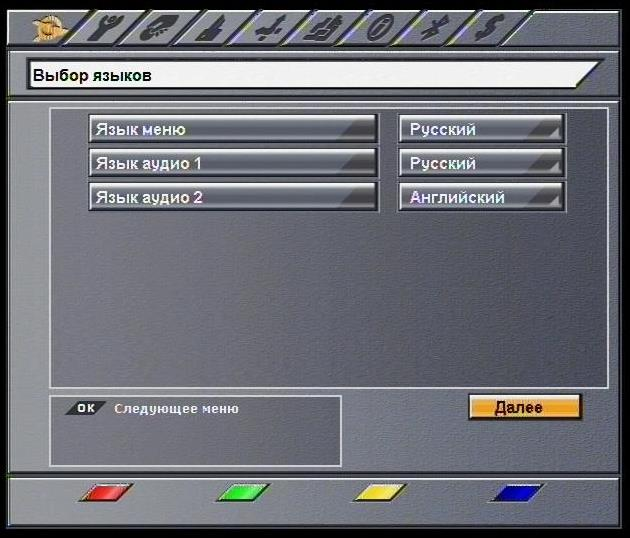 Выбор языков
Язык меню Русский
Язык аудио 1 Русский
Язык аудио 2 Английский
OK Следующее меню
Далее